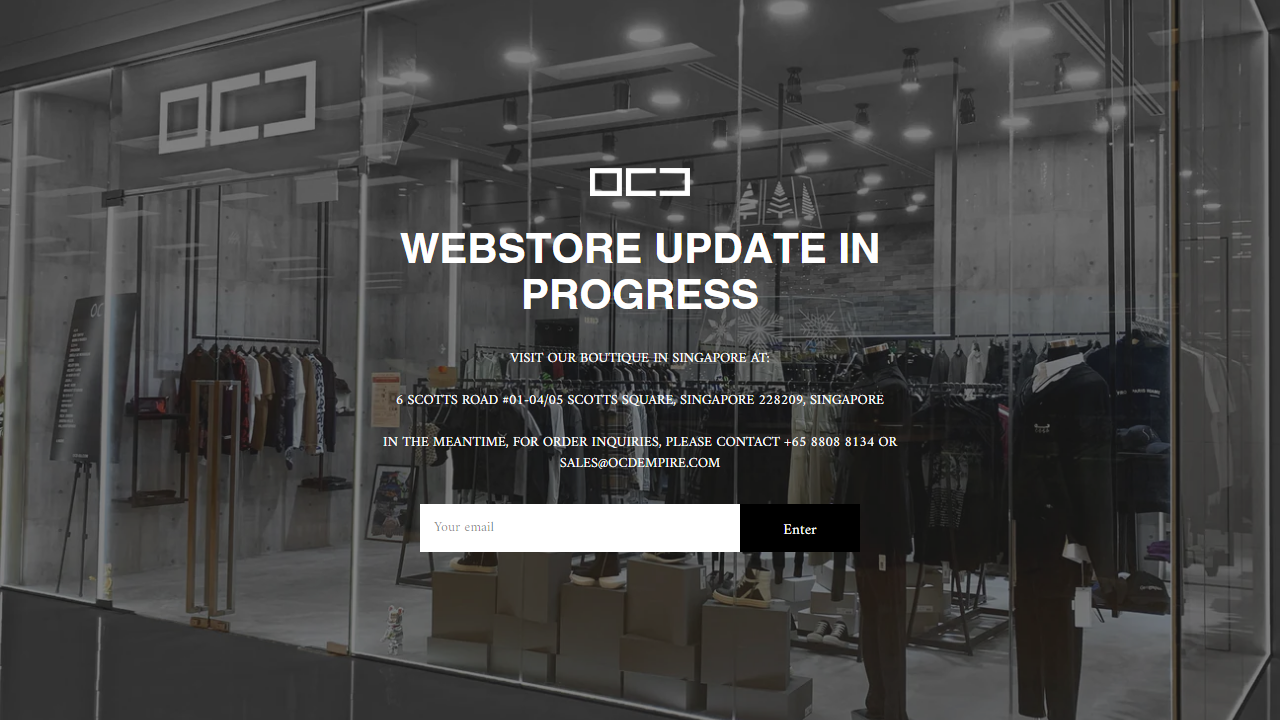 OCD
OCD
WEBSTORE UPDATE IN
PROGRESS
VISIT OUR BOUTIQUE IN SINGAPORE AT:
6 SCOTTS ROAD #01-04/05 SCOTTS SQUARE, SINGAPORE 228209, SINGAPORE
IN THE MEANTIME, FOR ORDER INQUIRIES, PLEASE CONTACT +65 8808 8134 OR
SALES@OCDEMPIRE.COM
Your email
Enter